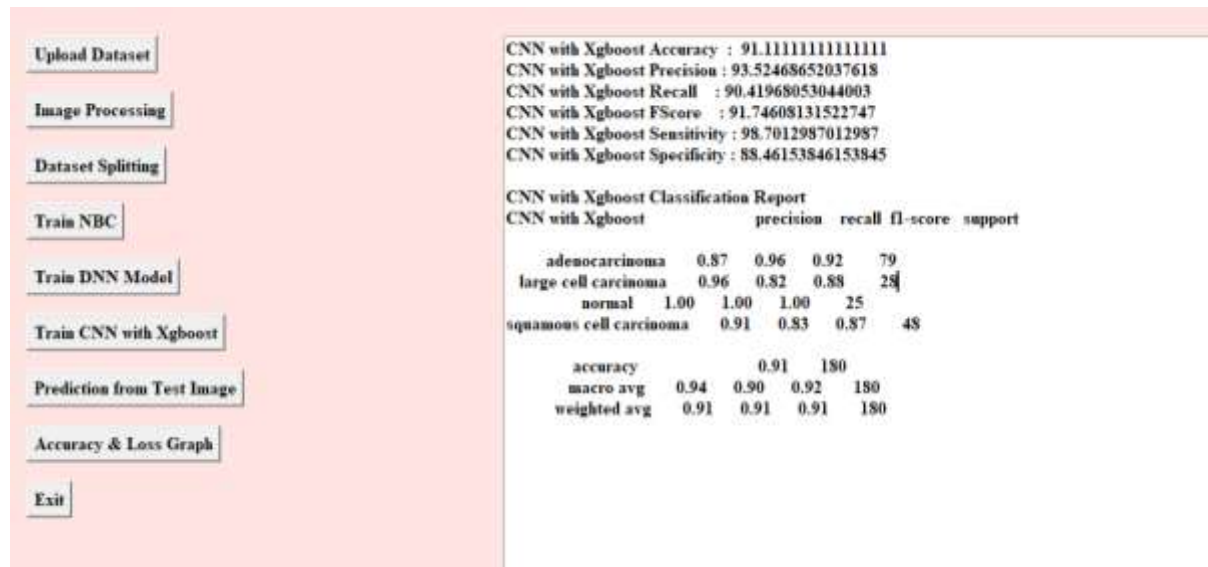 Upload Dataset
Image Processing
Dataset Splitting
Train NBC
Train DNN Model
Train CNN with Xgboost
Prediction from Test Image
Accuracy & Loss Graph
Exit
CNN with Xgboost Accuracy : 91.11111111111111
CNN with Xgboost Precision : 93.52468652037618
CNN with Xgboost Recall : 90.41968053044003
CNN with Xgboost FScore : 91.74608131522747
CNN with Xgboost Sensitivity : 98.7012987012987
CNN with Xgboost Specificity : 88.46153846153845
CNN with Xgboost Classification Report
CNN with Xgboost precision recall f1-score support
adenocarcinoma 0.87 0.96 0.92 79
large cell carcinoma 0.96 0.82 0.88 28
normal 1.00 1.00 1.00 25
squamous cell carcinoma 0.91 0.83 0.87 48
accuracy 0.91 180
macro avg 0.94 0.90 0.92 180
weighted avg 0.91 0.91 0.91 180